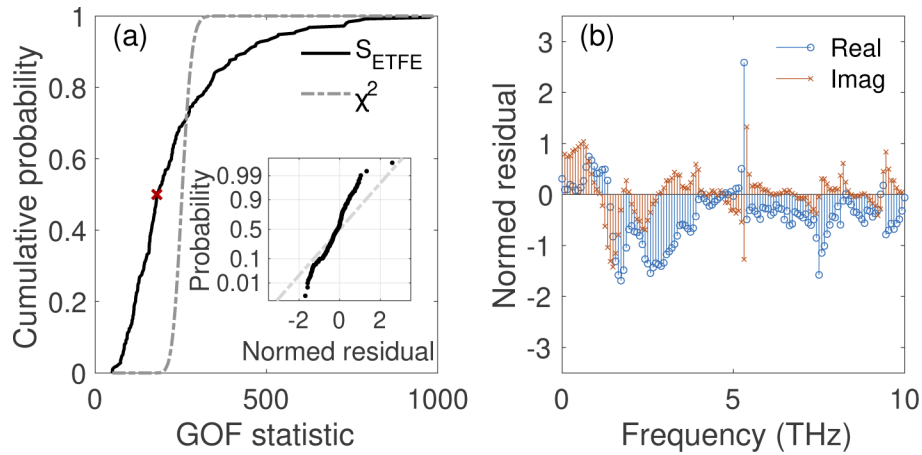 (a)
S_ETFE
χ²
Cumulative probability
1
0.8
0.6
0.4
0.2
0
0
500
1000
GOF statistic
Probability
0.99
0.9
0.5
0.1
0.01
-2
0
2
Normed residual
(b)
Real
Imag
Normed residual
3
2
1
0
-1
-2
-3
0
5
10
Frequency (THz)